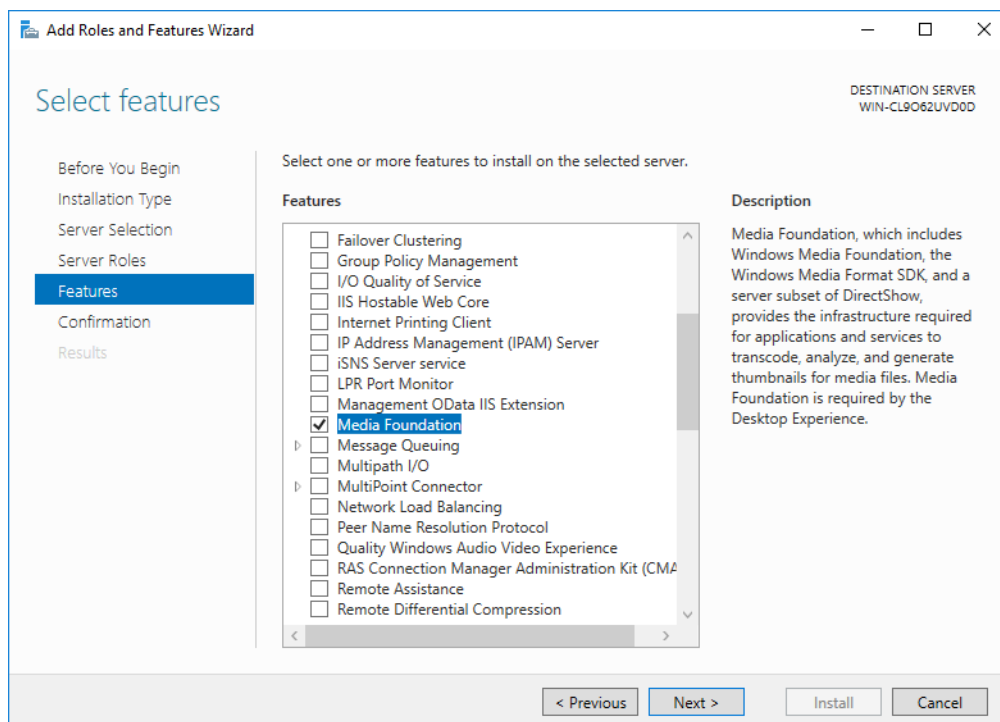 Add Roles and Features Wizard
Select features
DESTINATION SERVER
WIN-CL9O62UVD0D
Before You Begin
Installation Type
Server Selection
Server Roles
Features
Confirmation
Results
Select one or more features to install on the selected server.
Features
Failover Clustering
Group Policy Management
I/O Quality of Service
IIS Hostable Web Core
Internet Printing Client
IP Address Management (IPAM) Server
iSNS Server service
LPR Port Monitor
Management OData IIS Extension
Media Foundation
Message Queuing
Multipath I/O
MultiPoint Connector
Network Load Balancing
Peer Name Resolution Protocol
Quality Windows Audio Video Experience
RAS Connection Manager Administration Kit (CMA
Remote Assistance
Remote Differential Compression
Description
Media Foundation, which includes
Windows Media Foundation, the
Windows Media Format SDK, and a
server subset of DirectShow,
provides the infrastructure required
for applications and services to
transcode, analyze, and generate
thumbnails for media files. Media
Foundation is required by the
Desktop Experience.
< Previous
Next >
Install
Cancel